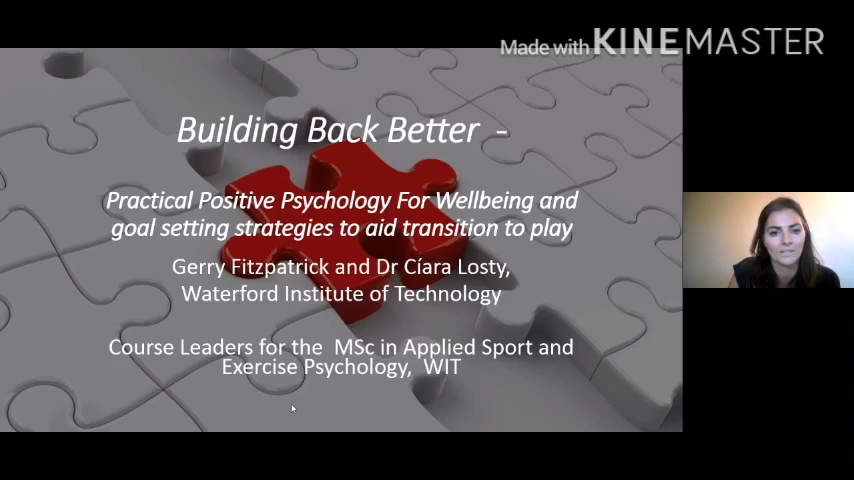 Made with KINEMASTER
Building Back Better -
Practical Positive Psychology For Wellbeing and
goal setting strategies to aid transition to play
Gerry Fitzpatrick and Dr Cíara Losty,
Waterford Institute of Technology
Course Leaders for the MSc in Applied Sport and
Exercise Psychology, WIT